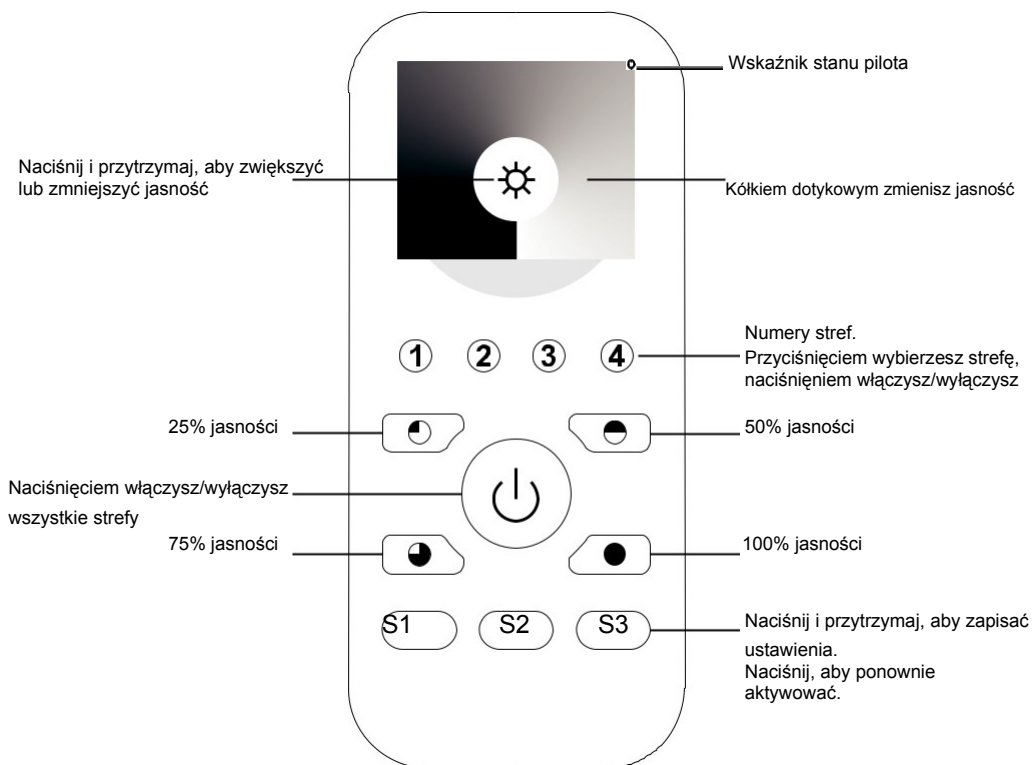 Wskaźnik stanu pilota
Naciśnij i przytrzymaj, aby zwiększyć
lub zmniejszyć jasność
Kółkiem dotykowym zmienisz jasność
Numery stref.
Przyciśnięciem wybierzesz strefę,
naciśnięniem włączysz/wyłączysz
1 2 3 4
25% jasności
50% jasności
Naciśnięciem włączysz/wyłączysz
wszystkie strefy
75% jasności
100% jasności
S1 S2 S3
Naciśnij i przytrzymaj, aby zapisać
ustawienia.
Naciśnij, aby ponownie
aktywować.